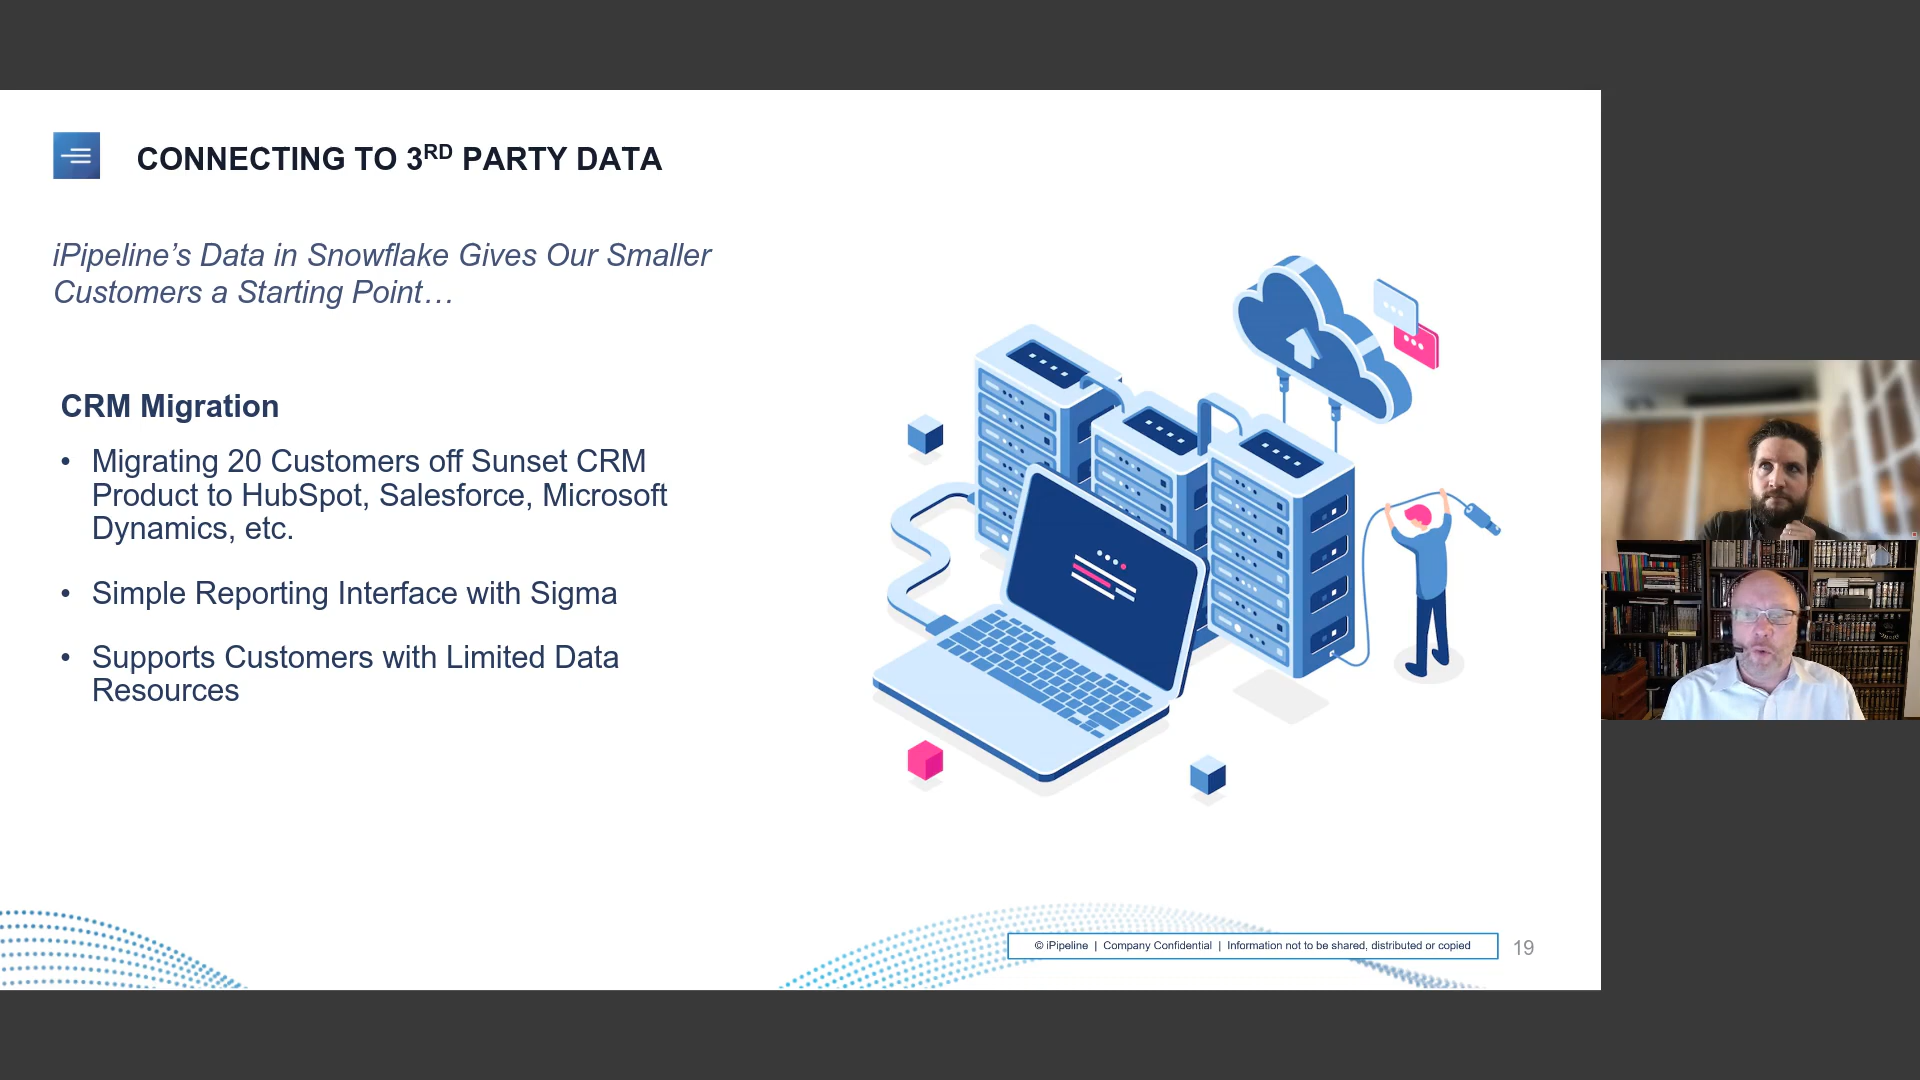 CONNECTING TO 3RD PARTY DATA
iPipeline’s Data in Snowflake Gives Our Smaller
Customers a Starting Point…
CRM Migration
• Migrating 20 Customers off Sunset CRM
Product to HubSpot, Salesforce, Microsoft
Dynamics, etc.
• Simple Reporting Interface with Sigma
• Supports Customers with Limited Data
Resources
© iPipeline | Company Confidential | Information not to be shared, distributed or copied
19